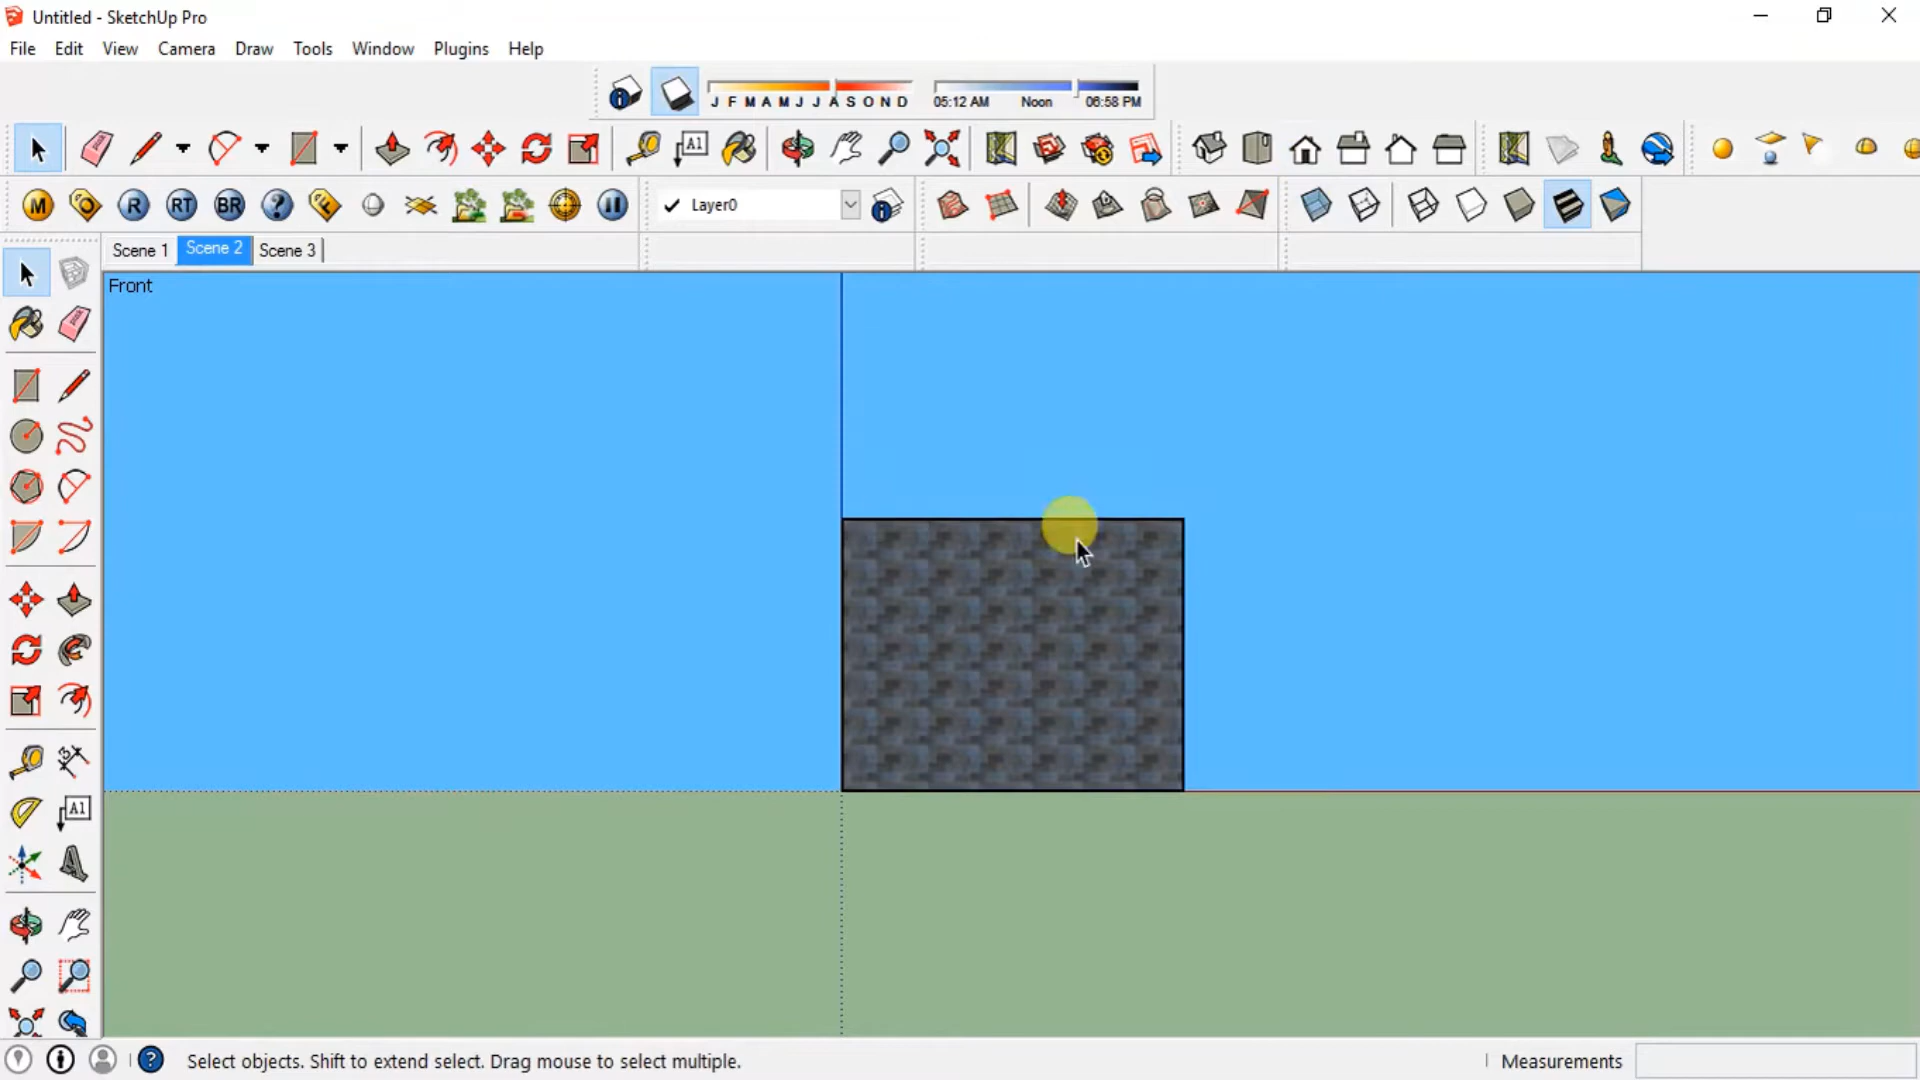 Untitled - SketchUp Pro
File Edit View Camera Draw Tools Window Plugins Help
J F M A M J J A S O N D 05:12 AM Noon 06:58 PM
A1
M R RT BR ? Layer0
Scene 1 Scene 2 Scene 3
Front
A1
Select objects. Shift to extend select. Drag mouse to select multiple. Measurements